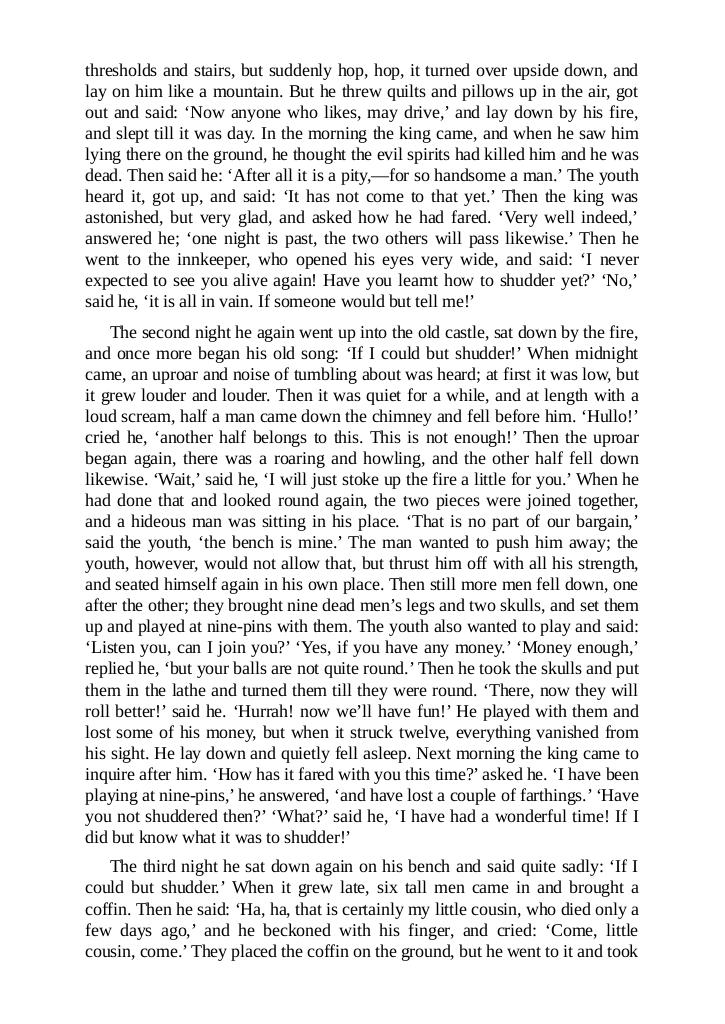 thresholds and stairs, but suddenly hop, hop, it turned over upside down, and
lay on him like a mountain. But he threw quilts and pillows up in the air, got
out and said: ‘Now anyone who likes, may drive,’ and lay down by his fire,
and slept till it was day. In the morning the king came, and when he saw him
lying there on the ground, he thought the evil spirits had killed him and he was
dead. Then said he: ‘After all it is a pity,—for so handsome a man.’ The youth
heard it, got up, and said: ‘It has not come to that yet.’ Then the king was
astonished, but very glad, and asked how he had fared. ‘Very well indeed,’
answered he; ‘one night is past, the two others will pass likewise.’ Then he
went to the innkeeper, who opened his eyes very wide, and said: ‘I never
expected to see you alive again! Have you learnt how to shudder yet?’ ‘No,’
said he, ‘it is all in vain. If someone would but tell me!’
The second night he again went up into the old castle, sat down by the fire,
and once more began his old song: ‘If I could but shudder!’ When midnight
came, an uproar and noise of tumbling about was heard; at first it was low, but
it grew louder and louder. Then it was quiet for a while, and at length with a
loud scream, half a man came down the chimney and fell before him. ‘Hullo!’
cried he, ‘another half belongs to this. This is not enough!’ Then the uproar
began again, there was a roaring and howling, and the other half fell down
likewise. ‘Wait,’ said he, ‘I will just stoke up the fire a little for you.’ When he
had done that and looked round again, the two pieces were joined together,
and a hideous man was sitting in his place. ‘That is no part of our bargain,’
said the youth, ‘the bench is mine.’ The man wanted to push him away; the
youth, however, would not allow that, but thrust him off with all his strength,
and seated himself again in his own place. Then still more men fell down, one
after the other; they brought nine dead men’s legs and two skulls, and set them
up and played at nine-pins with them. The youth also wanted to play and said:
‘Listen you, can I join you?’ ‘Yes, if you have any money.’ ‘Money enough,’
replied he, ‘but your balls are not quite round.’ Then he took the skulls and put
them in the lathe and turned them till they were round. ‘There, now they will
roll better!’ said he. ‘Hurrah! now we’ll have fun!’ He played with them and
lost some of his money, but when it struck twelve, everything vanished from
his sight. He lay down and quietly fell asleep. Next morning the king came to
inquire after him. ‘How has it fared with you this time?’ asked he. ‘I have been
playing at nine-pins,’ he answered, ‘and have lost a couple of farthings.’ ‘Have
you not shuddered then?’ ‘What?’ said he, ‘I have had a wonderful time! If I
did but know what it was to shudder!’
The third night he sat down again on his bench and said quite sadly: ‘If I
could but shudder.’ When it grew late, six tall men came in and brought a
coffin. Then he said: ‘Ha, ha, that is certainly my little cousin, who died only a
few days ago,’ and he beckoned with his finger, and cried: ‘Come, little
cousin, come.’ They placed the coffin on the ground, but he went to it and took